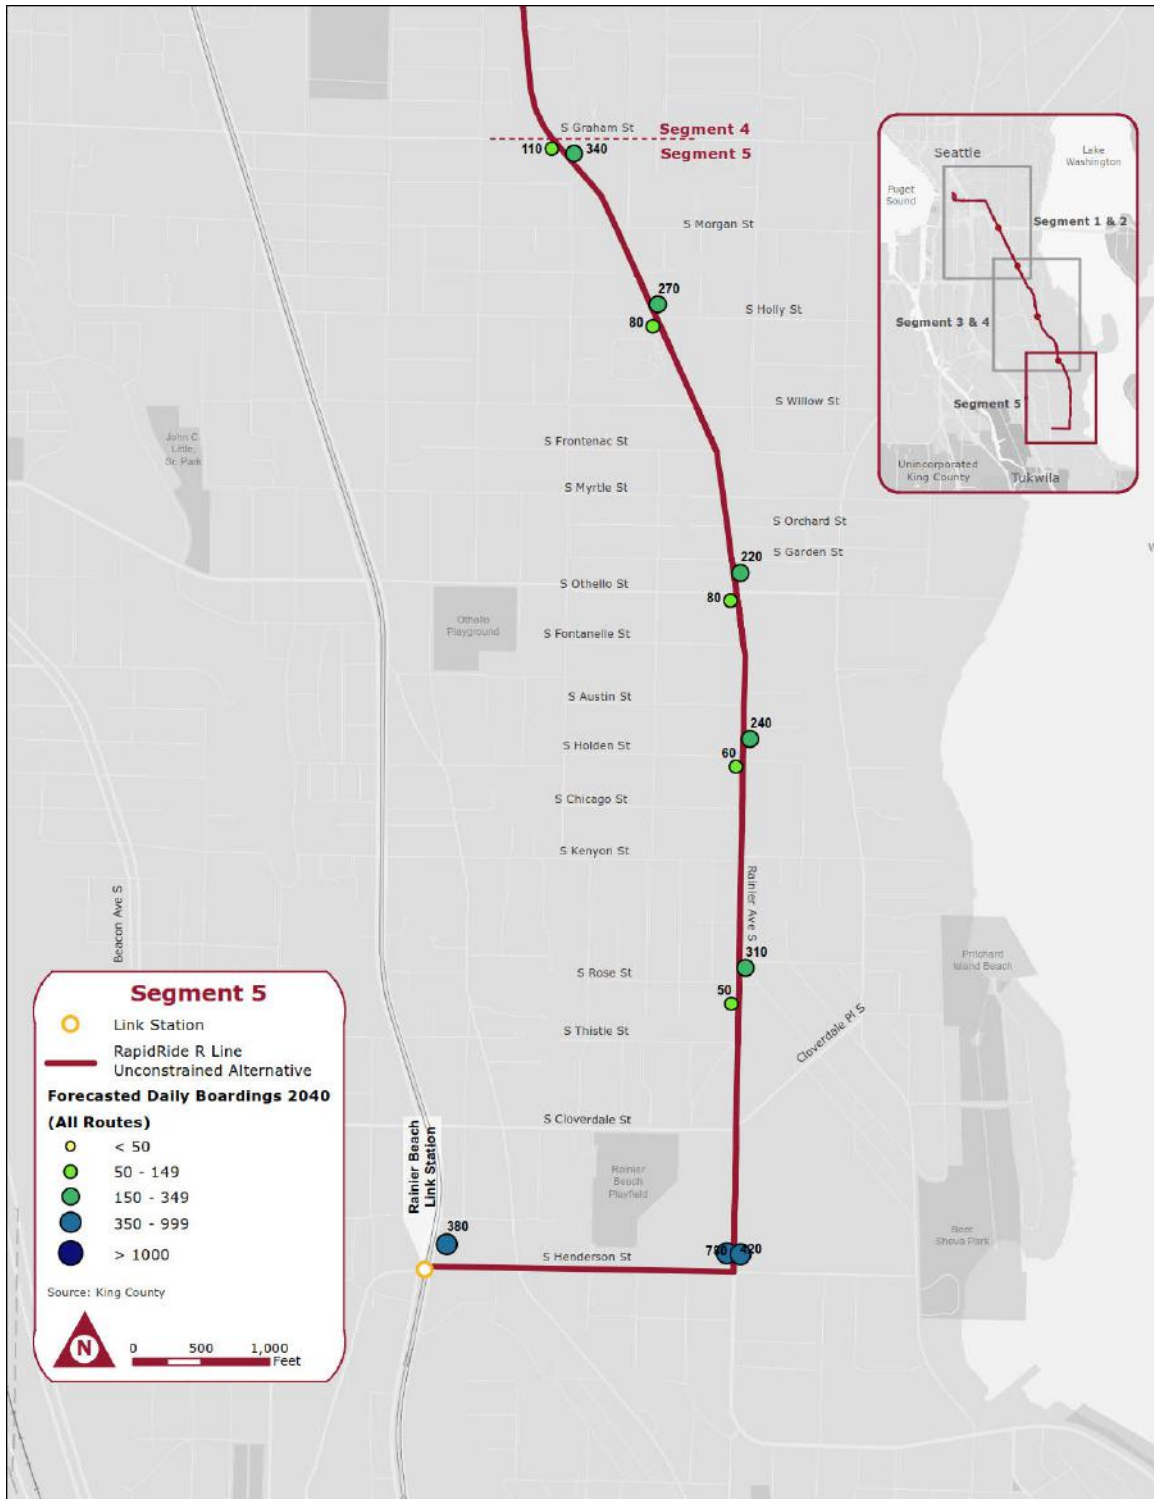 S Graham St
Segment 4
110
340
Segment 5
S Morgan St
270
S Holly St
80
S Willow St
S Frontenac St
John C.
Little,
Sr. Park
S Myrtle St
S Orchard St
S Garden St
220
S Othello St
80
Othello
Playground
S Fontanelle St
S Austin St
240
S Holden St
60
S Chicago St
S Kenyon St
Rainier Ave S
Beacon Ave S
310
S Rose St
50
Pritchard
Island Beach
S Thistle St
Cloverdale Pl S
S Cloverdale St
Rainier Beach
Link Station
Rainier
Beach
Playfield
380
S Henderson St
420
Beer
Sheva Park
Seattle
Lake
Washington
Puget
Sound
Segment 1 & 2
Segment 3 & 4
Segment 5
Unincorporated
King County
Tukwila
W
Segment 5
Link Station
RapidRide R Line
Unconstrained Alternative
Forecasted Daily Boardings 2040
(All Routes)
< 50
50 - 149
150 - 349
350 - 999
> 1000
Source: King County
N
0 500 1,000
Feet